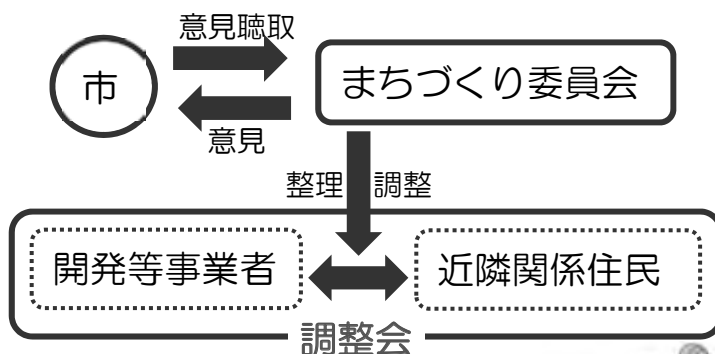 意見聴取
市
まちづくり委員会
意見
整理 調整
開発等事業者
近隣関係住民
調整会